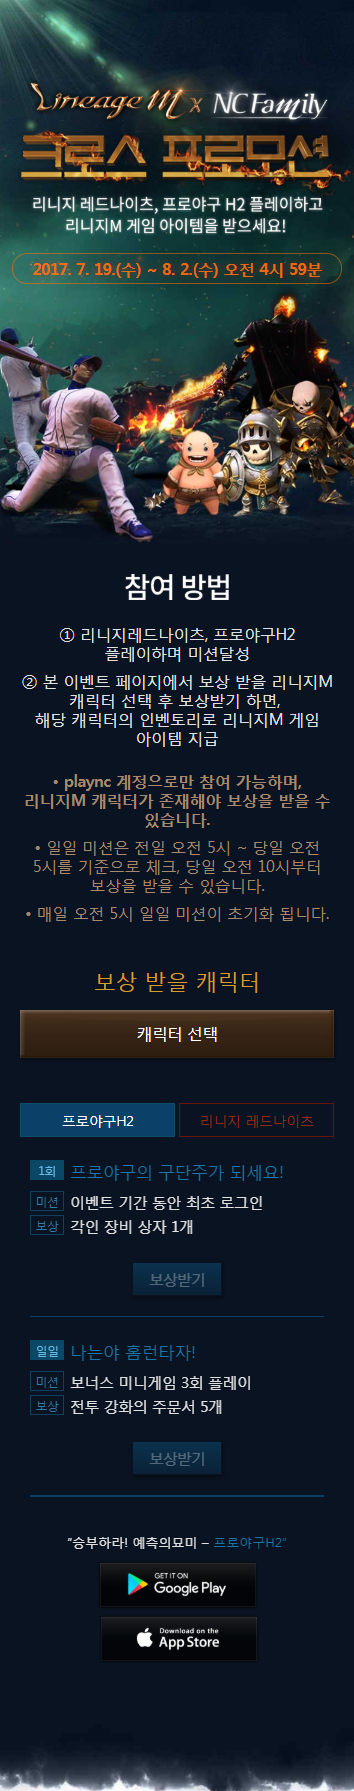 Lineage M x NC Family
크로스 프로모션
리니지 레드나이츠, 프로야구 H2 플레이하고
리니지M 게임 아이템을 받으세요!
2017. 7. 19.(수) ~ 8. 2.(수) 오전 4시 59분
참여 방법
① 리니지레드나이츠, 프로야구H2
플레이하며 미션달성
② 본 이벤트 페이지에서 보상 받을 리니지M
캐릭터 선택 후 보상받기 하면,
해당 캐릭터의 인벤토리로 리니지M 게임
아이템 지급
• plaync 계정으로만 참여 가능하며,
리니지M 캐릭터가 존재해야 보상을 받을 수
있습니다.
• 일일 미션은 전일 오전 5시 ~ 당일 오전
5시를 기준으로 체크, 당일 오전 10시부터
보상을 받을 수 있습니다.
• 매일 오전 5시 일일 미션이 초기화 됩니다.
보상 받을 캐릭터
캐릭터 선택
프로야구H2 리니지 레드나이츠
1회 프로야구의 구단주가 되세요!
미션 이벤트 기간 동안 최초 로그인
보상 각인 장비 상자 1개
보상받기
일일 나는야 홈런타자!
미션 보너스 미니게임 3회 플레이
보상 전투 강화의 주문서 5개
보상받기
"승부하라! 예측의묘미 – 프로야구H2"
GET IT ON
Google Play
Download on the
App Store